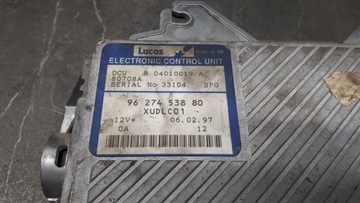 Lucas
ELECTRONIC CONTROL UNIT
DCU R 04010019 A
80708A
SERIAL No 33104 BPG
96 274 538 80
XUDLC01 -
12V= 06.02.97
0A 12